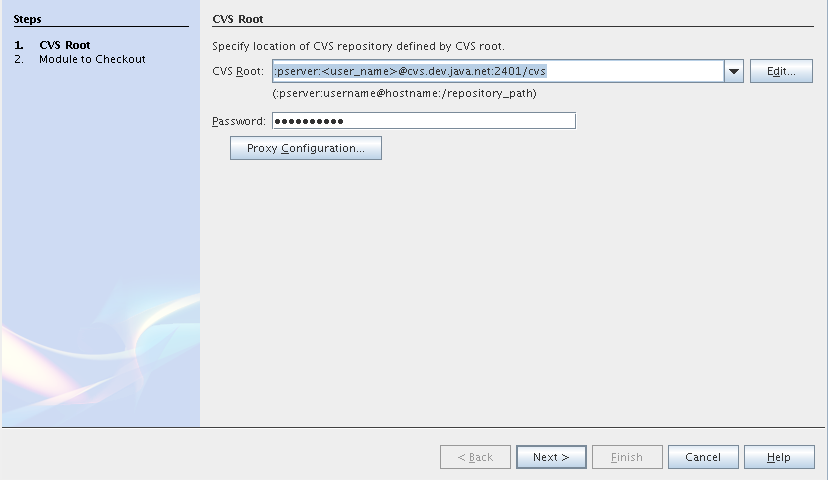 Steps
1. CVS Root
2. Module to Checkout
CVS Root
Specify location of CVS repository defined by CVS root.
CVS Root: :pserver:<user_name>@cvs.dev.java.net:2401/cvs Edit...
(:pserver:username@hostname:/repository_path)
Password: ●●●●●●●●●●
Proxy Configuration...
< Back Next > Finish Cancel Help